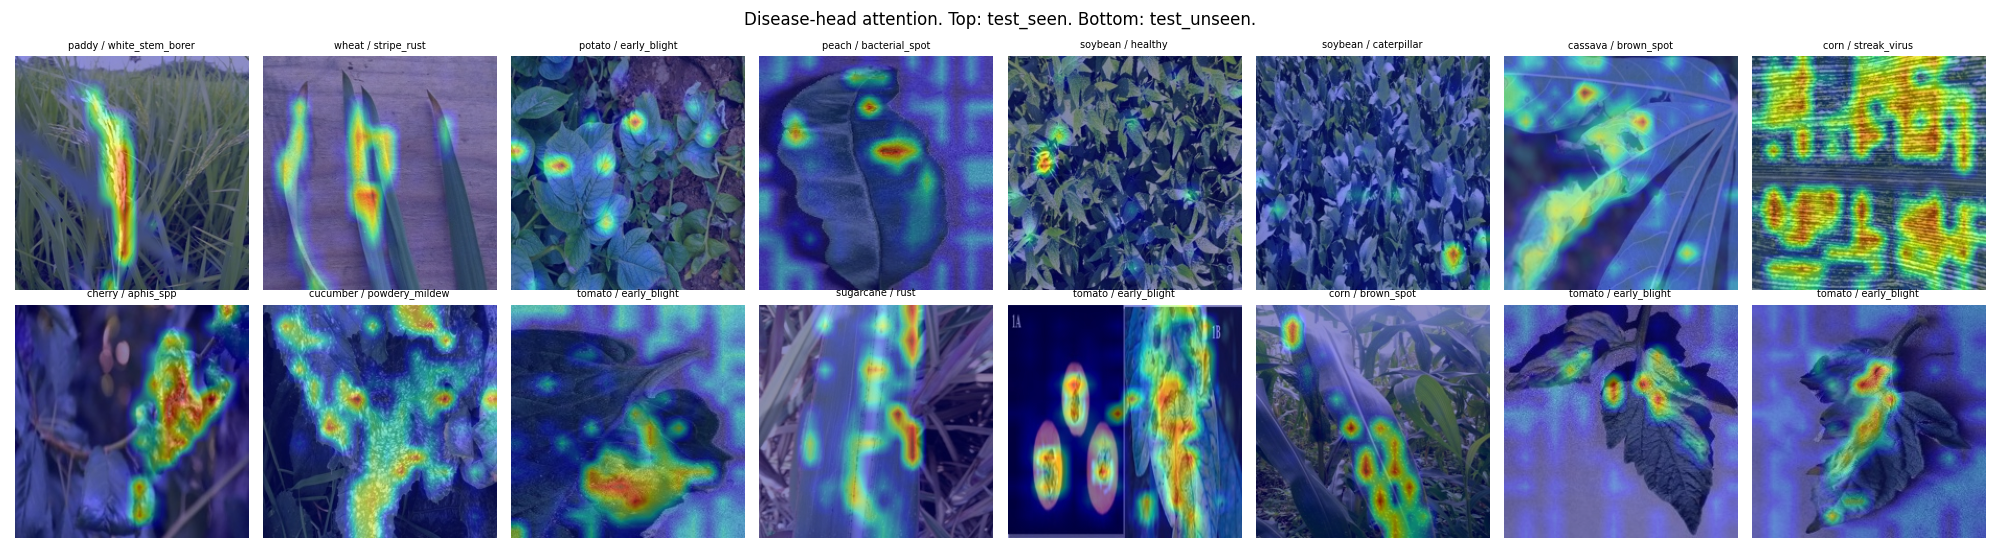 Disease-head attention. Top: test_seen. Bottom: test_unseen.
paddy / white_stem_borer
wheat / stripe_rust
potato / early_blight
peach / bacterial_spot
soybean / healthy
soybean / caterpillar
cassava / brown_spot
corn / streak_virus
cherry / aphis_spp
cucumber / powdery_mildew
tomato / early_blight
sugarcane / rust
tomato / early_blight
corn / brown_spot
tomato / early_blight
tomato / early_blight
1A
1B